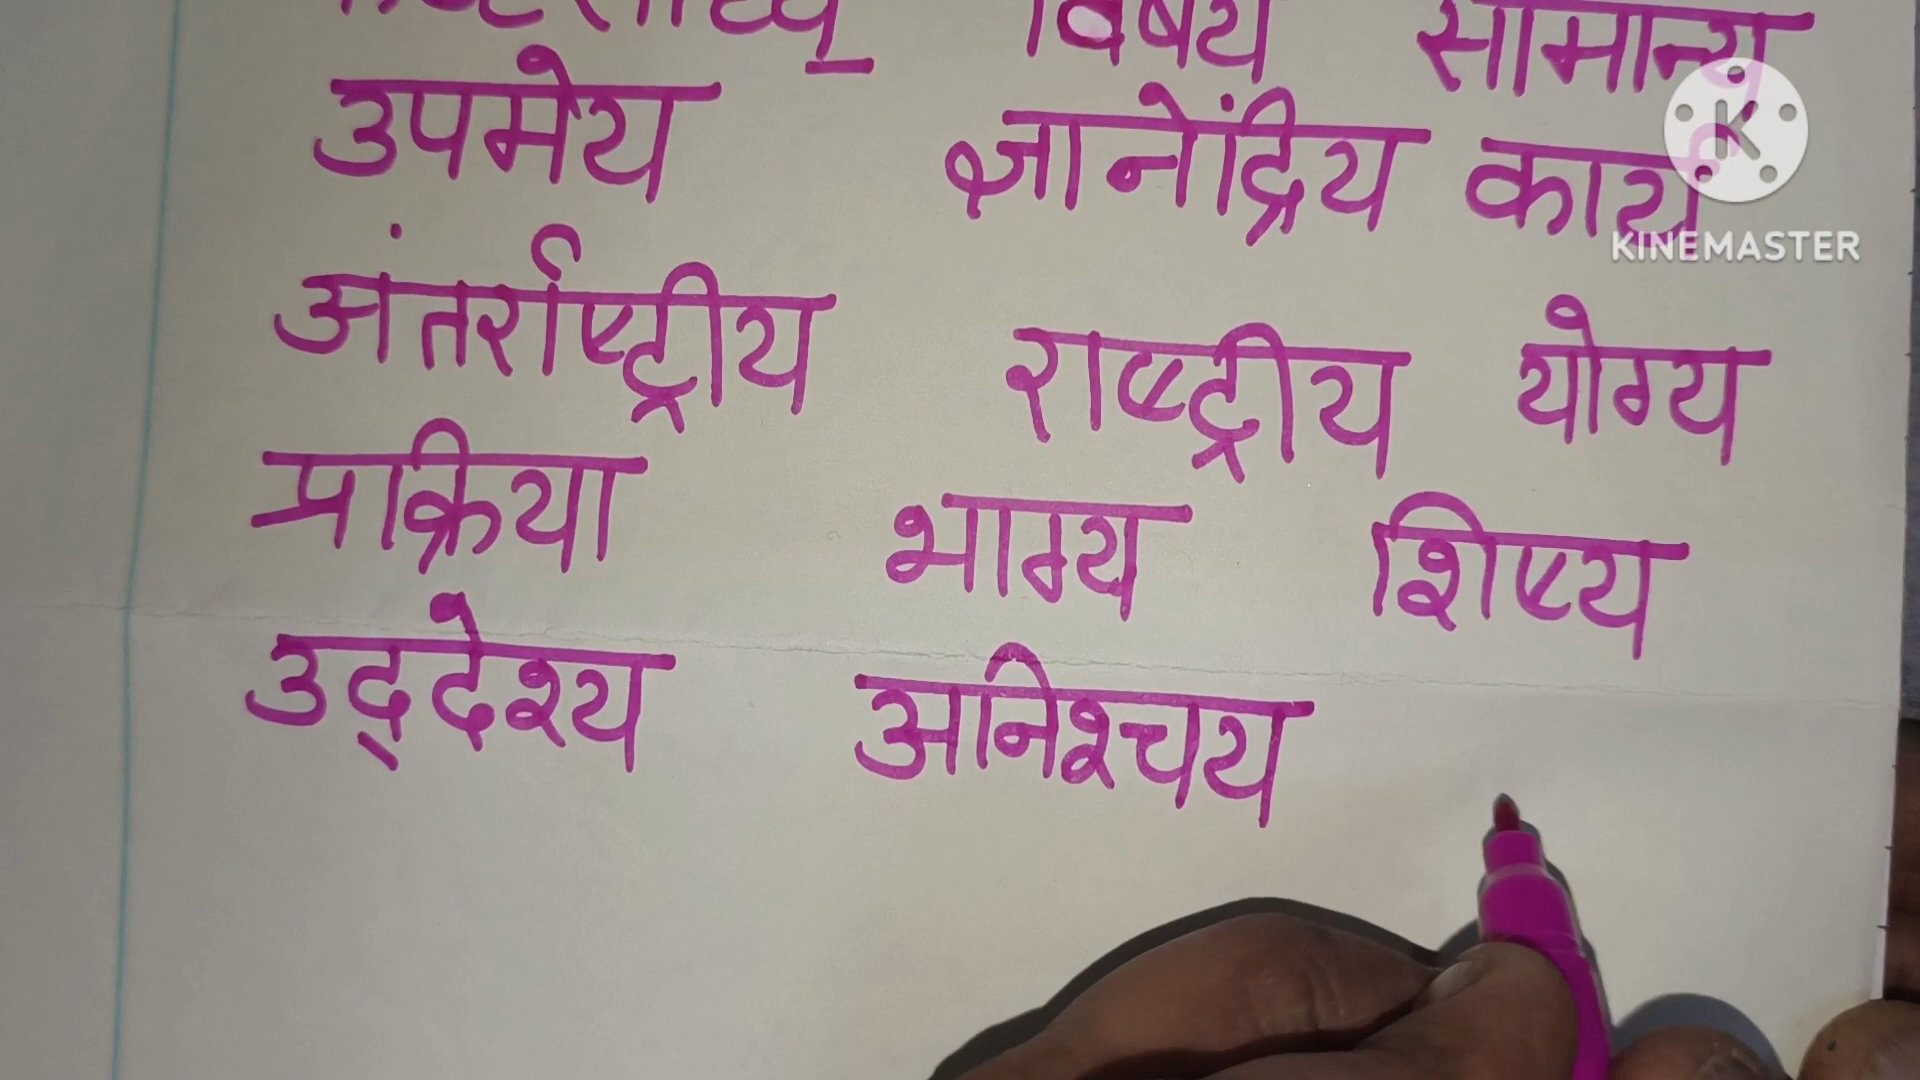 विषय सामान्य
उपमेय ज्ञानेंद्रिय कार्य
अंतर्राष्ट्रीय राष्ट्रीय योग्य
प्रक्रिया भाग्य शिष्य
उद्देश्य अनिश्चय
K
KINEMASTER